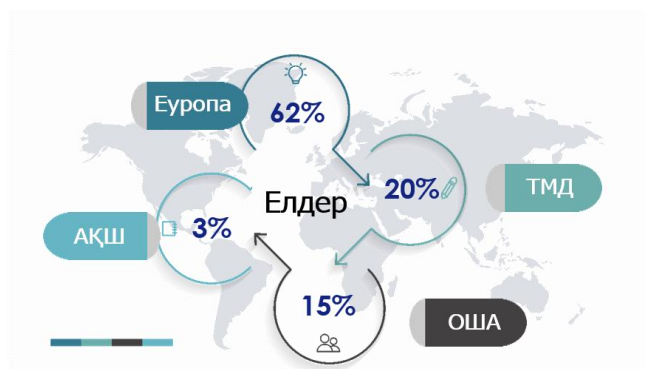 Еуропа
62%
20%
ТМД
Елдер
АҚШ
3%
15%
ОША